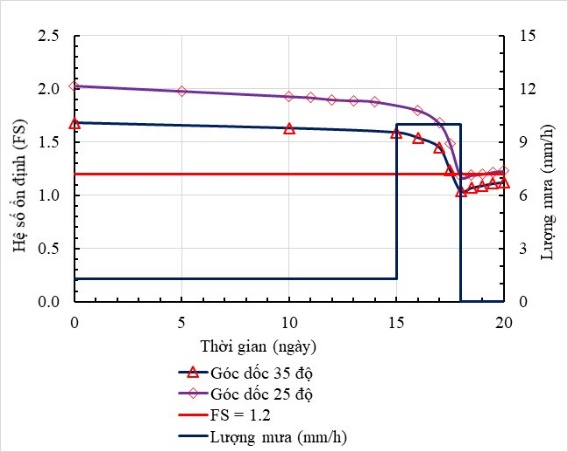 2.5
2.0
1.5
1.0
0.5
0.0
Hệ số ổn định (FS)
15
12
9
6
3
0
Lượng mưa (mm/h)
0 5 10 15 20
Thời gian (ngày)
Góc dốc 35 độ
Góc dốc 25 độ
FS = 1.2
Lượng mưa (mm/h)